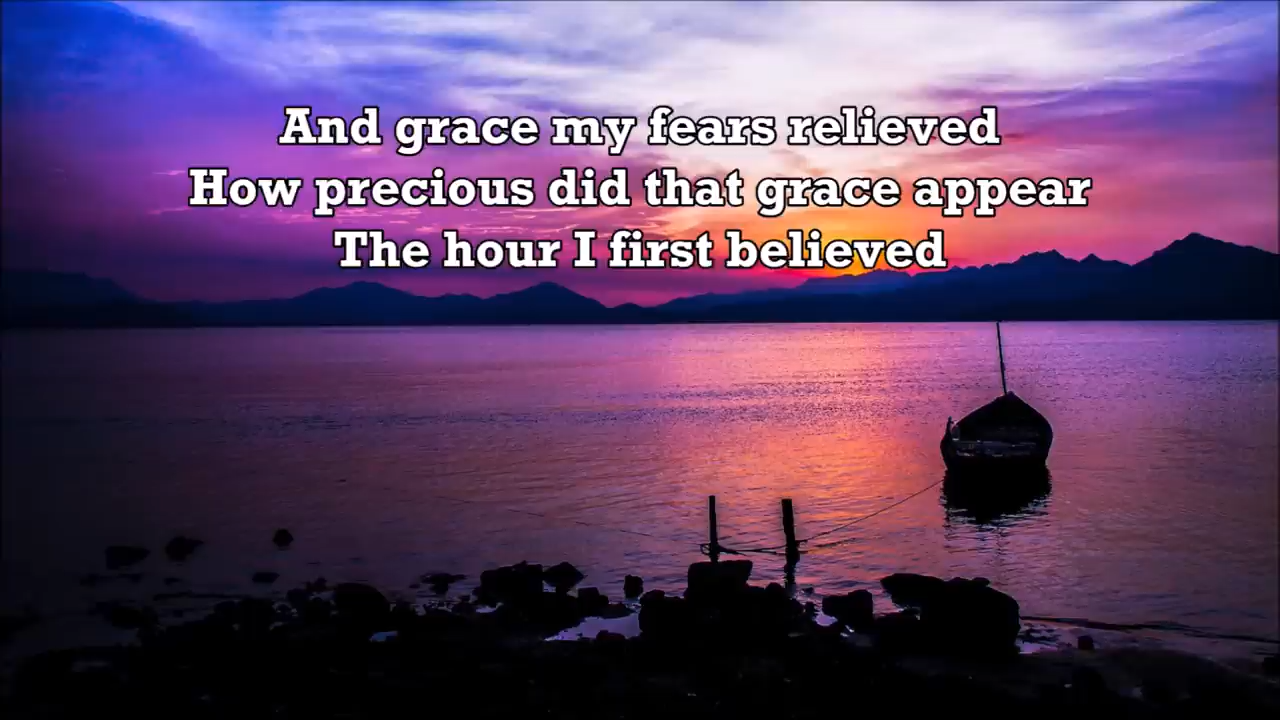 And grace my fears relieved
How precious did that grace appear
The hour I first believed